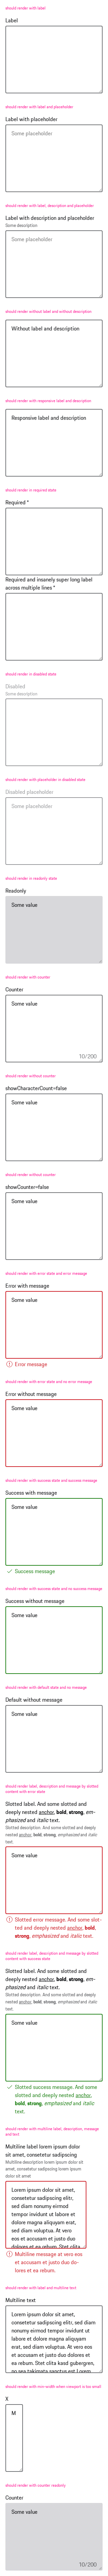 should render with label
Label
should render with label and placeholder
Label with placeholder
Some placeholder
should render with label, description and placeholder
Label with description and placeholder
Some description
Some placeholder
should render without label and without description
Without label and description
should render with responsive label and description
Responsive label and description
should render in required state
Required *
Required and insanely super long label
across multiple lines *
should render in disabled state
Disabled
Some description
should render with placeholder in disabled state
Disabled placeholder
Some placeholder
should render in readonly state
Readonly
Some value
should render with counter
Counter
Some value
10/200
should render without counter
showCharacterCount=false
Some value
should render without counter
showCounter=false
Some value
should render with error state and error message
Error with message
Some value
Error message
should render with error state and no error message
Error without message
Some value
should render with success state and success message
Success with message
Some value
Success message
should render with success state and no success message
Success without message
Some value
should render with default state and no message
Default without message
Some value
should render label, description and message by slotted
content with error state
Slotted label. And some slotted and
deeply nested anchor, bold, strong, em-
phasized and italic text.
Slotted description. And some slotted and deeply
nested anchor, bold, strong, emphasized and italic
text.
Some value
Slotted error message. And some slot-
ted and deeply nested anchor, bold,
strong, emphasized and italic text.
should render label, description and message by slotted
content with success state
Slotted label. And some slotted and
deeply nested anchor, bold, strong, em-
phasized and italic text.
Slotted description. And some slotted and deeply
nested anchor, bold, strong, emphasized and italic
text.
Some value
Slotted success message. And some
slotted and deeply nested anchor,
bold, strong, emphasized and italic
text.
should render with multiline label, description, message
and text
Multiline label lorem ipsum dolor
sit amet, consetetur sadipscing
Multiline description lorem ipsum dolor sit
amet, consetetur sadipscing lorem ipsum
dolor sit amet
Lorem ipsum dolor sit amet,
consetetur sadipscing elitr,
sed diam nonumy eirmod
tempor invidunt ut labore et
dolore magna aliquyam
erat, sed diam voluptua. At vero
eos et accusam et justo duo
dolores et ea rebum. Stet clita
Multiline message at vero eos
et accusam et justo duo do-
lores et ea rebum.
should render with label and multiline text
Multiline text
Lorem ipsum dolor sit amet,
consetetur sadipscing elitr, sed diam
nonumy eirmod tempor invidunt ut
labore et dolore magna aliquyam
erat, sed diam voluptua. At vero eos
et accusam et justo duo dolores et
ea rebum. Stet clita kasd gubergren,
no sea takimata sanctus est Lorem
should render with min-width when viewport is too small
X
M
should render with counter readonly
Counter
Some value
10/200